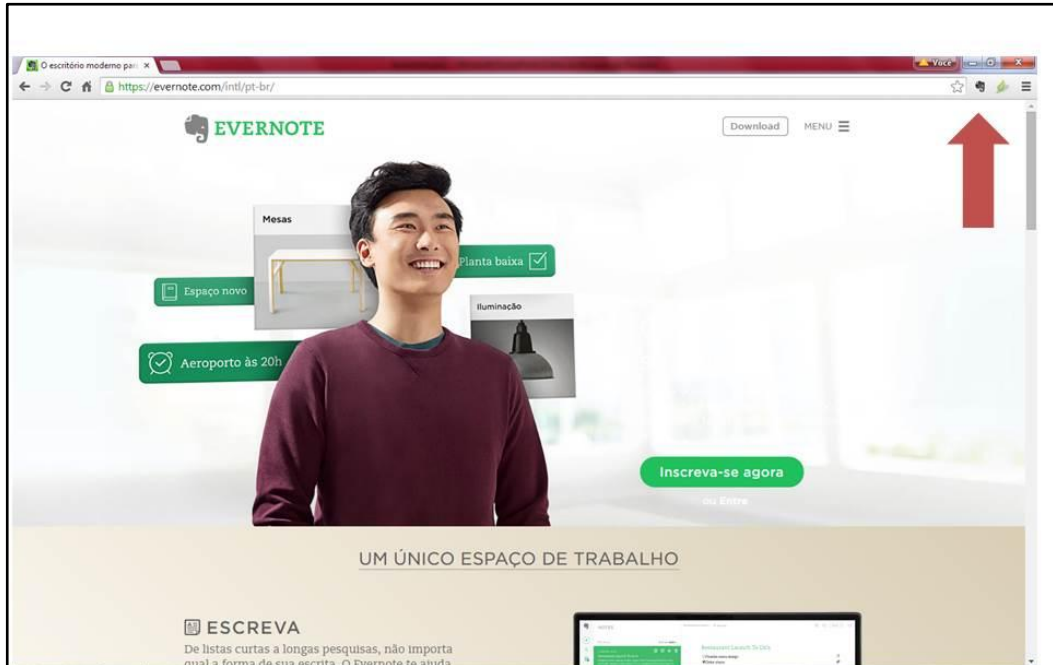 O escritório moderno par
Você
https://evernote.com/intl/pt-br/
EVERNOTE
Download
MENU
Mesas
Planta baixa
Espaço novo
Iluminação
Aeroporto às 20h
Inscreva-se agora
ou Entre
UM ÚNICO ESPAÇO DE TRABALHO
ESCREVA
De listas curtas a longas pesquisas, não importa
qual a forma de sua escrita. O Evernote te ajuda